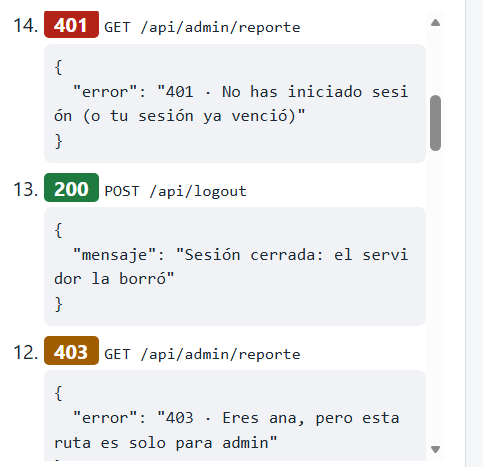 14. 401 GET /api/admin/reporte
{
"error": "401 · No has iniciado sesi
ón (o tu sesión ya venció)"
}
13. 200 POST /api/logout
{
"mensaje": "Sesión cerrada: el servi
dor la borró"
}
12. 403 GET /api/admin/reporte
{
"error": "403 · Eres ana, pero esta
ruta es solo para admin"